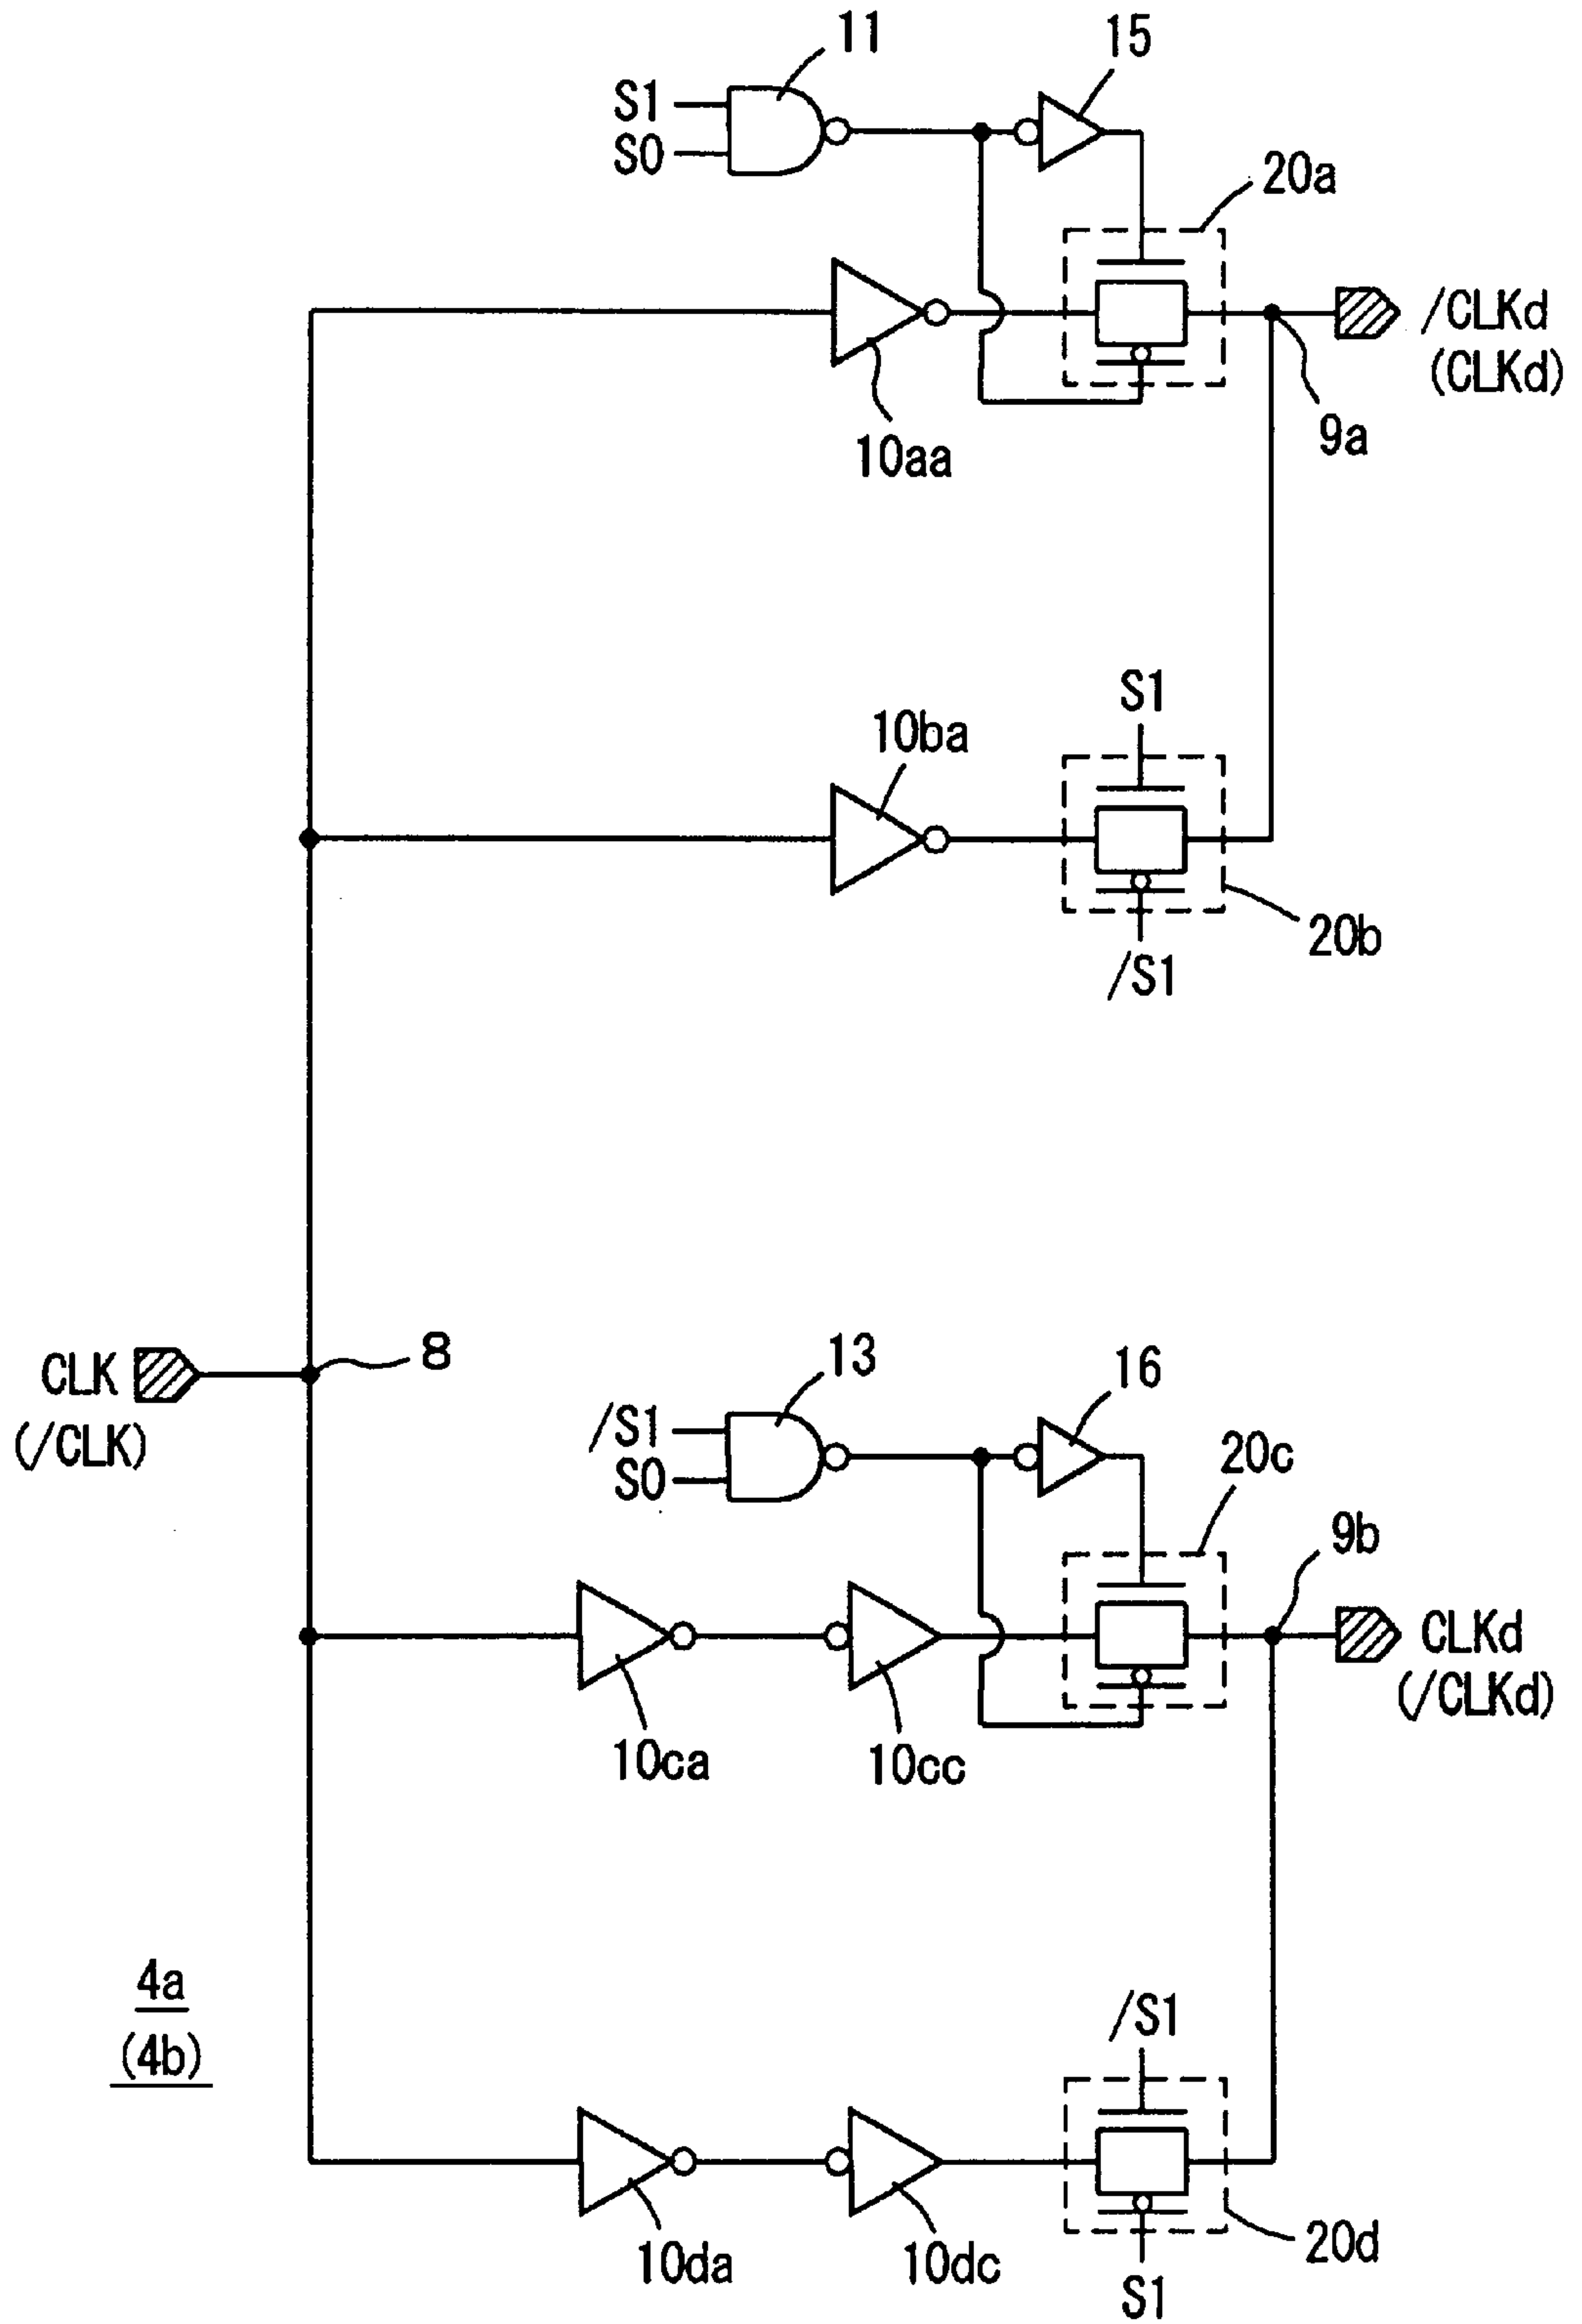 11
15
S1
S0
20a
/CLKd
(CLKd)
9a
10aa
S1
10ba
20b
/S1
8
CLK
(/CLK)
13
16
/S1
S0
20c
9b
CLKd
(/CLKd)
10ca
10cc
4a
(4b)
/S1
10da
10dc
20d
S1